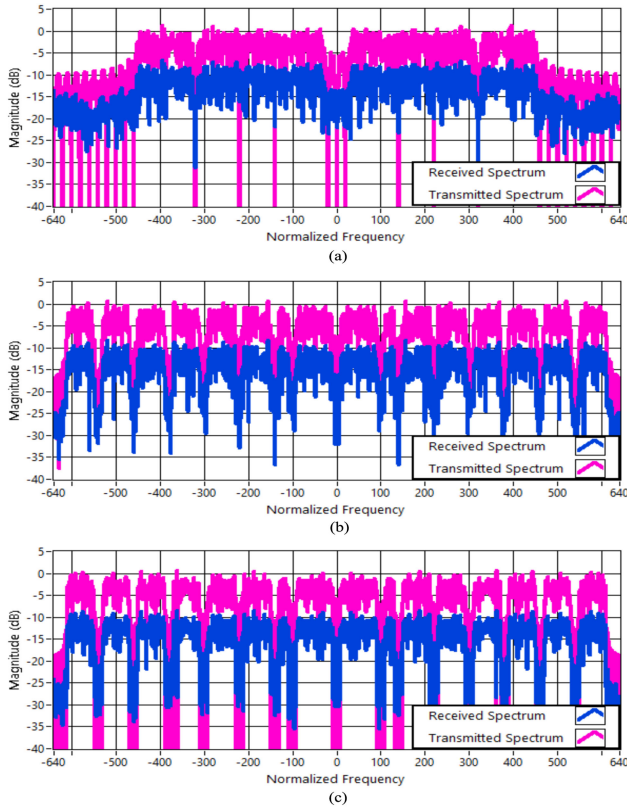 5
0
-5
-10
-15
-20
-25
-30
-35
-40
Magnitude (dB)
Received Spectrum
Transmitted Spectrum
-640 -500 -400 -300 -200 -100 0 100 200 300 400 500 640
Normalized Frequency
(a)
5
0
-5
-10
-15
-20
-25
-30
-35
-40
Magnitude (dB)
Received Spectrum
Transmitted Spectrum
-640 -500 -400 -300 -200 -100 0 100 200 300 400 500 640
Normalized Frequency
(b)
5
0
-5
-10
-15
-20
-25
-30
-35
-40
Magnitude (dB)
Received Spectrum
Transmitted Spectrum
-640 -500 -400 -300 -200 -100 0 100 200 300 400 500 640
Normalized Frequency
(c)